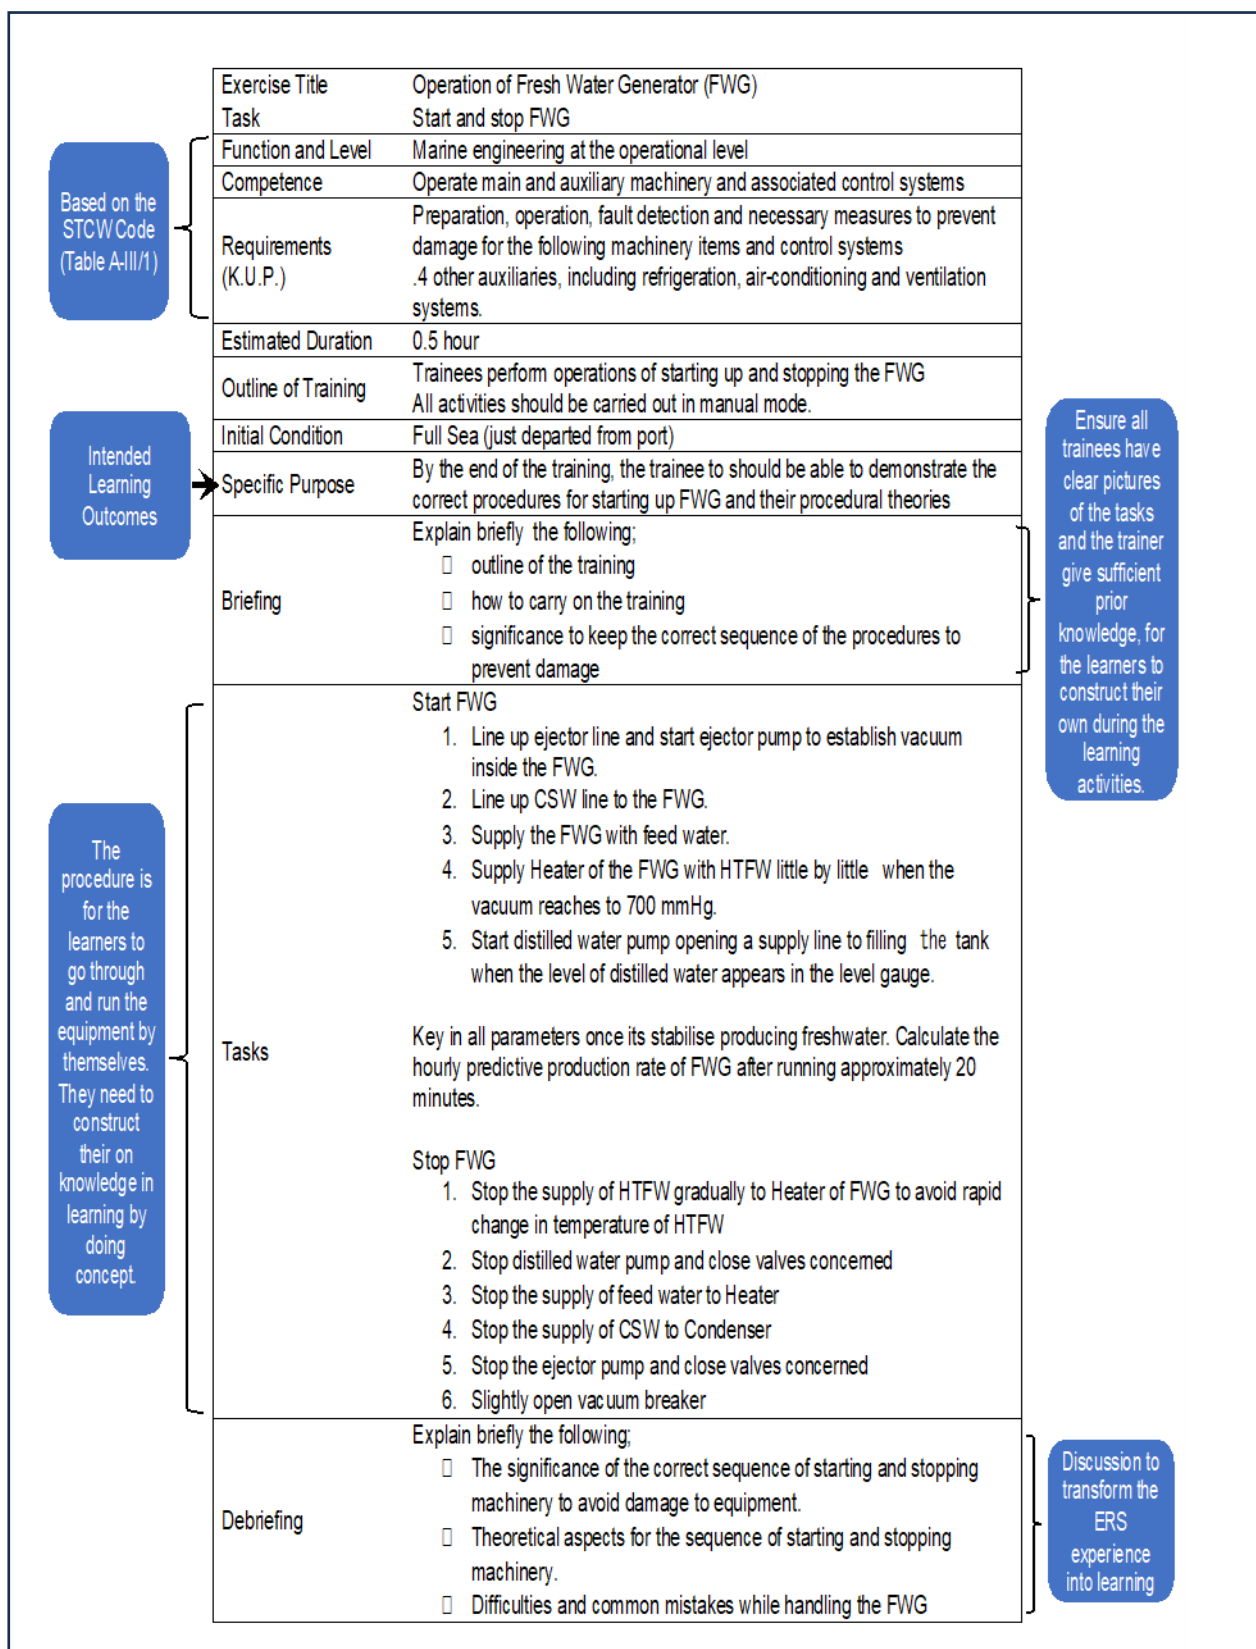 Exercise Title Operation of Fresh Water Generator (FWG)
Task Start and stop FWG
Function and Level Marine engineering at the operational level
Competence Operate main and auxiliary machinery and associated control systems
Requirements
(K.U.P.)
Preparation, operation, fault detection and necessary measures to prevent
damage for the following machinery items and control systems
.4 other auxiliaries, including refrigeration, air-conditioning and ventilation
systems.
Based on the
STCW Code
(Table A-III/1)
Estimated Duration 0.5 hour
Outline of Training
Trainees perform operations of starting up and stopping the FWG
All activities should be carried out in manual mode.
Initial Condition Full Sea (just departed from port)
Intended
Learning
Outcomes
Specific Purpose
By the end of the training, the trainee to should be able to demonstrate the
correct procedures for starting up FWG and their procedural theories
Briefing
Explain briefly the following;
outline of the training
how to carry on the training
significance to keep the correct sequence of the procedures to
prevent damage
Ensure all
trainees have
clear pictures
of the tasks
and the trainer
give sufficient
prior
knowledge, for
the learners to
construct their
own during the
learning
activities.
The
procedure is
for the
learners to
go through
and run the
equipment by
themselves.
They need to
construct
their on
knowledge in
learning by
doing
concept.
Tasks
Start FWG
1. Line up ejector line and start ejector pump to establish vacuum
inside the FWG.
2. Line up CSW line to the FWG.
3. Supply the FWG with feed water.
4. Supply Heater of the FWG with HTFW little by little when the
vacuum reaches to 700 mmHg.
5. Start distilled water pump opening a supply line to filling the tank
when the level of distilled water appears in the level gauge.
Key in all parameters once its stabilise producing freshwater. Calculate the
hourly predictive production rate of FWG after running approximately 20
minutes.
Stop FWG
1. Stop the supply of HTFW gradually to Heater of FWG to avoid rapid
change in temperature of HTFW
2. Stop distilled water pump and close valves concerned
3. Stop the supply of feed water to Heater
4. Stop the supply of CSW to Condenser
5. Stop the ejector pump and close valves concerned
6. Slightly open vacuum breaker
Debriefing
Explain briefly the following;
The significance of the correct sequence of starting and stopping
machinery to avoid damage to equipment.
Theoretical aspects for the sequence of starting and stopping
machinery.
Difficulties and common mistakes while handling the FWG
Discussion to
transform the
ERS
experience
into learning